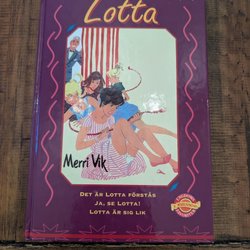 Lotta
Merri Vik
DET ÄR LOTTA FÖRSTÅS
JA, SE LOTTA!
LOTTA ÄR SIG LIK